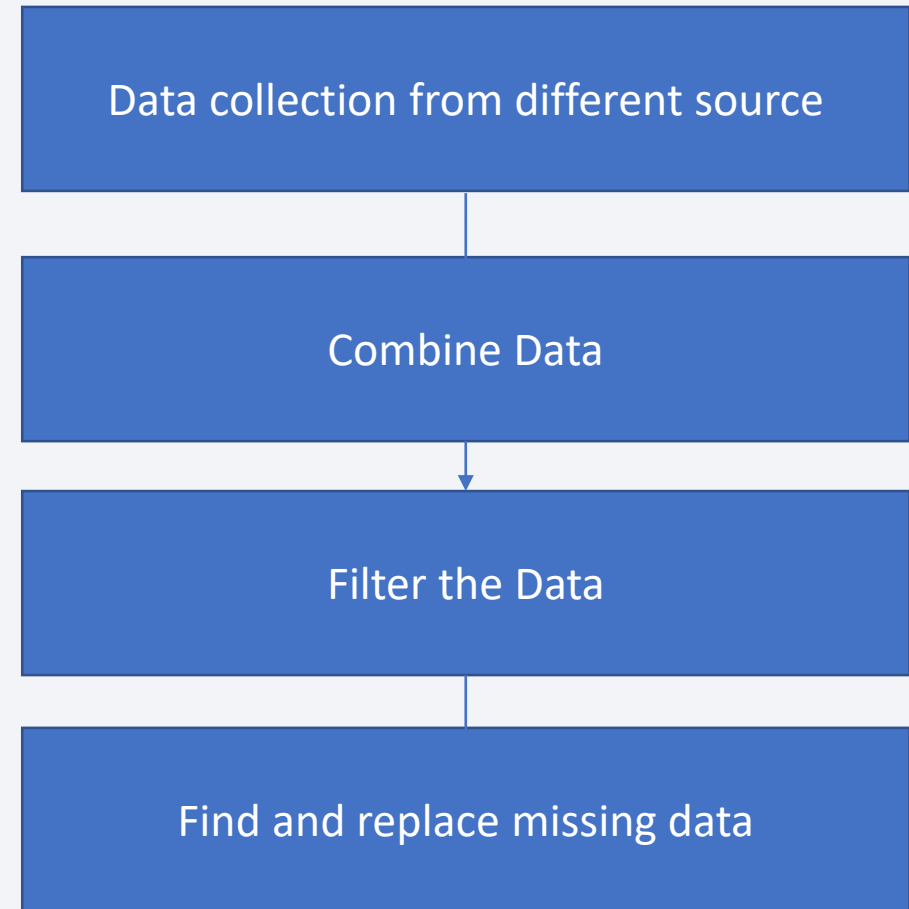 Data collection from different source
Combine Data
Filter the Data
Find and replace missing data